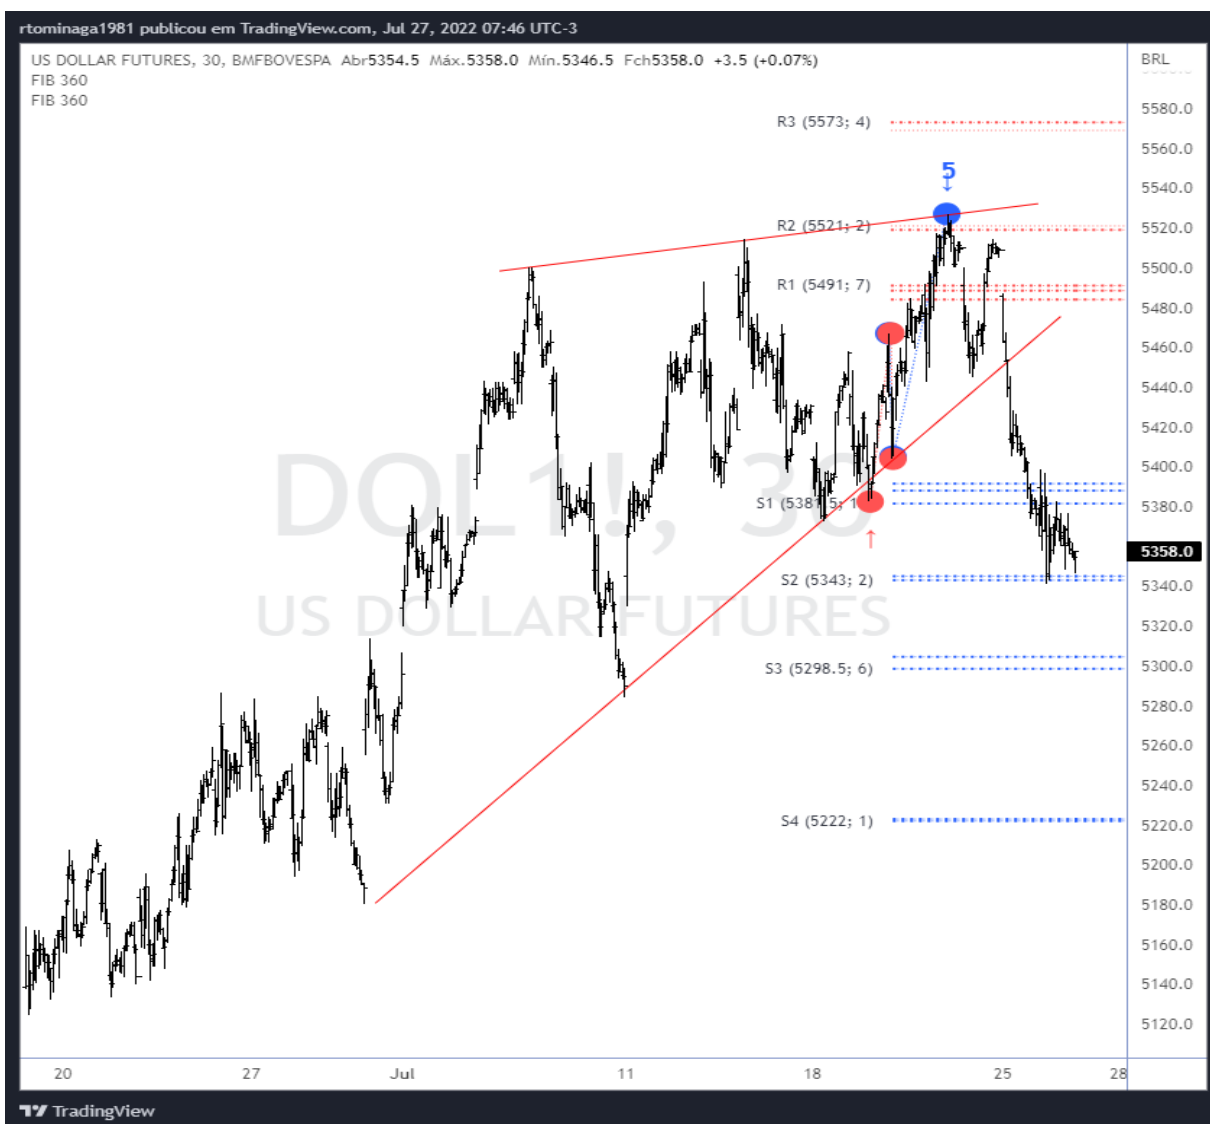 rtominaga1981 publicou em TradingView.com, Jul 27, 2022 07:46 UTC-3
US DOLLAR FUTURES, 30, BMFBOVESPA Abr5354.5 Máx.5358.0 Mín.5346.5 Fch5358.0 +3.5 (+0.07%)
BRL
FIB 360
FIB 360
5580.0
R3 (5573; 4)
5560.0
5
5540.0
R2 (5521; 2)
5520.0
5500.0
R1 (5491; 7)
5480.0
5460.0
5440.0
5420.0
5400.0
DOL1!, 30
S1 (5381.5; 1
5380.0
5358.0
S2 (5343; 2)
5340.0
US DOLLAR FUTURES
5320.0
S3 (5298.5; 6)
5300.0
5280.0
5260.0
5240.0
S4 (5222; 1)
5220.0
5200.0
5180.0
5160.0
5140.0
5120.0
20 27 Jul 11 18 25 28
TradingView